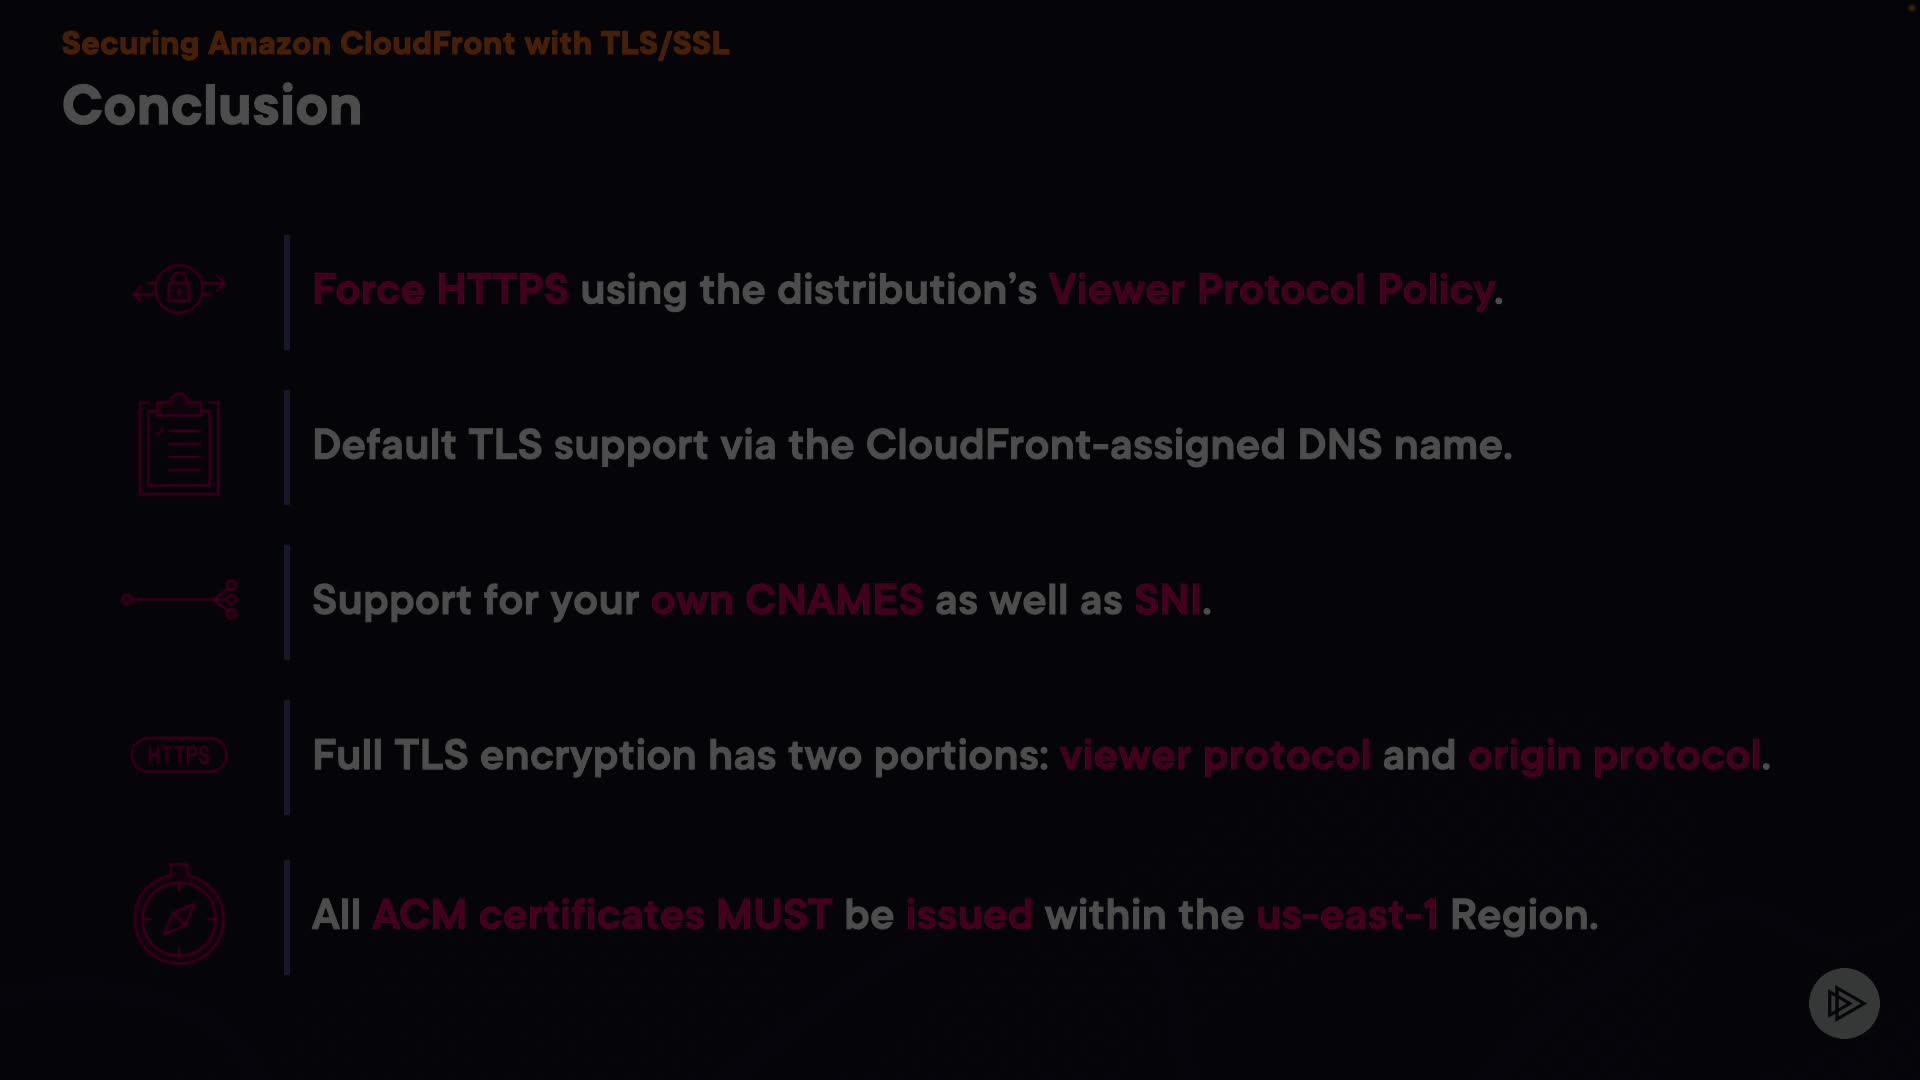 Securing Amazon CloudFront with TLS/SSL
Conclusion
Force HTTPS using the distribution’s Viewer Protocol Policy.
Default TLS support via the CloudFront-assigned DNS name.
Support for your own CNAMES as well as SNI.
HTTPS
Full TLS encryption has two portions: viewer protocol and origin protocol.
All ACM certificates MUST be issued within the us-east-1 Region.